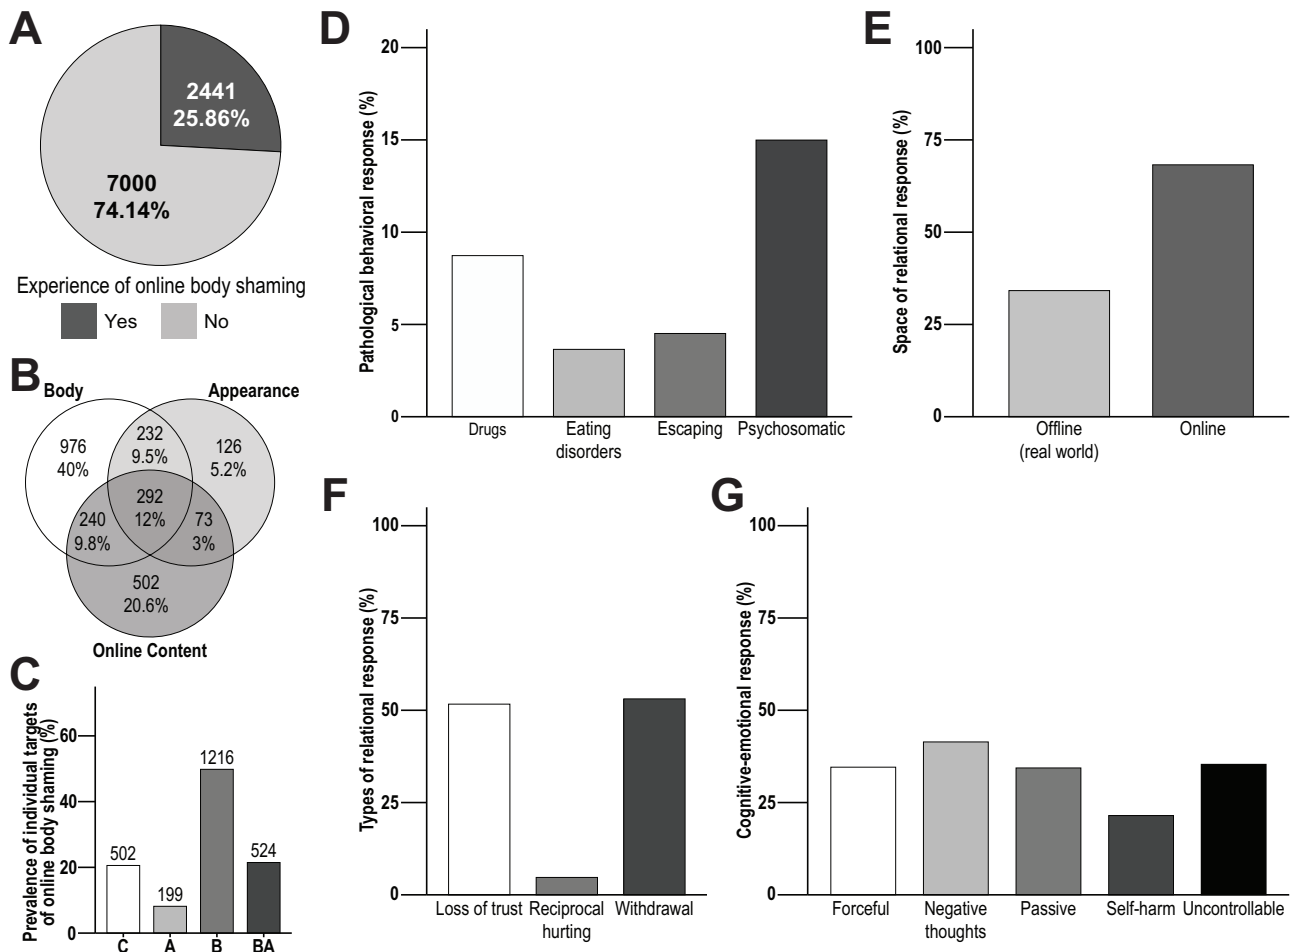 A
2441
25.86%
7000
74.14%
Experience of online body shaming
Yes
No
B
Body
Appearance
976
40%
232
9.5%
126
5.2%
292
12%
240
9.8%
73
3%
502
20.6%
Online Content
C
Prevalence of individual targets
of online body shaming (%)
60
40
20
0
502
199
1216
524
C
A
B
BA
D
Pathological behavioral response (%)
20
15
10
5
0
Drugs
Eating
disorders
Escaping
Psychosomatic
E
Space of relational response (%)
100
75
50
25
0
Offline
(real world)
Online
F
Types of relational response (%)
100
75
50
25
0
Loss of trust
Reciprocal
hurting
Withdrawal
G
Cognitive-emotional response (%)
100
75
50
25
0
Forceful
Negative
thoughts
Passive
Self-harm
Uncontrollable